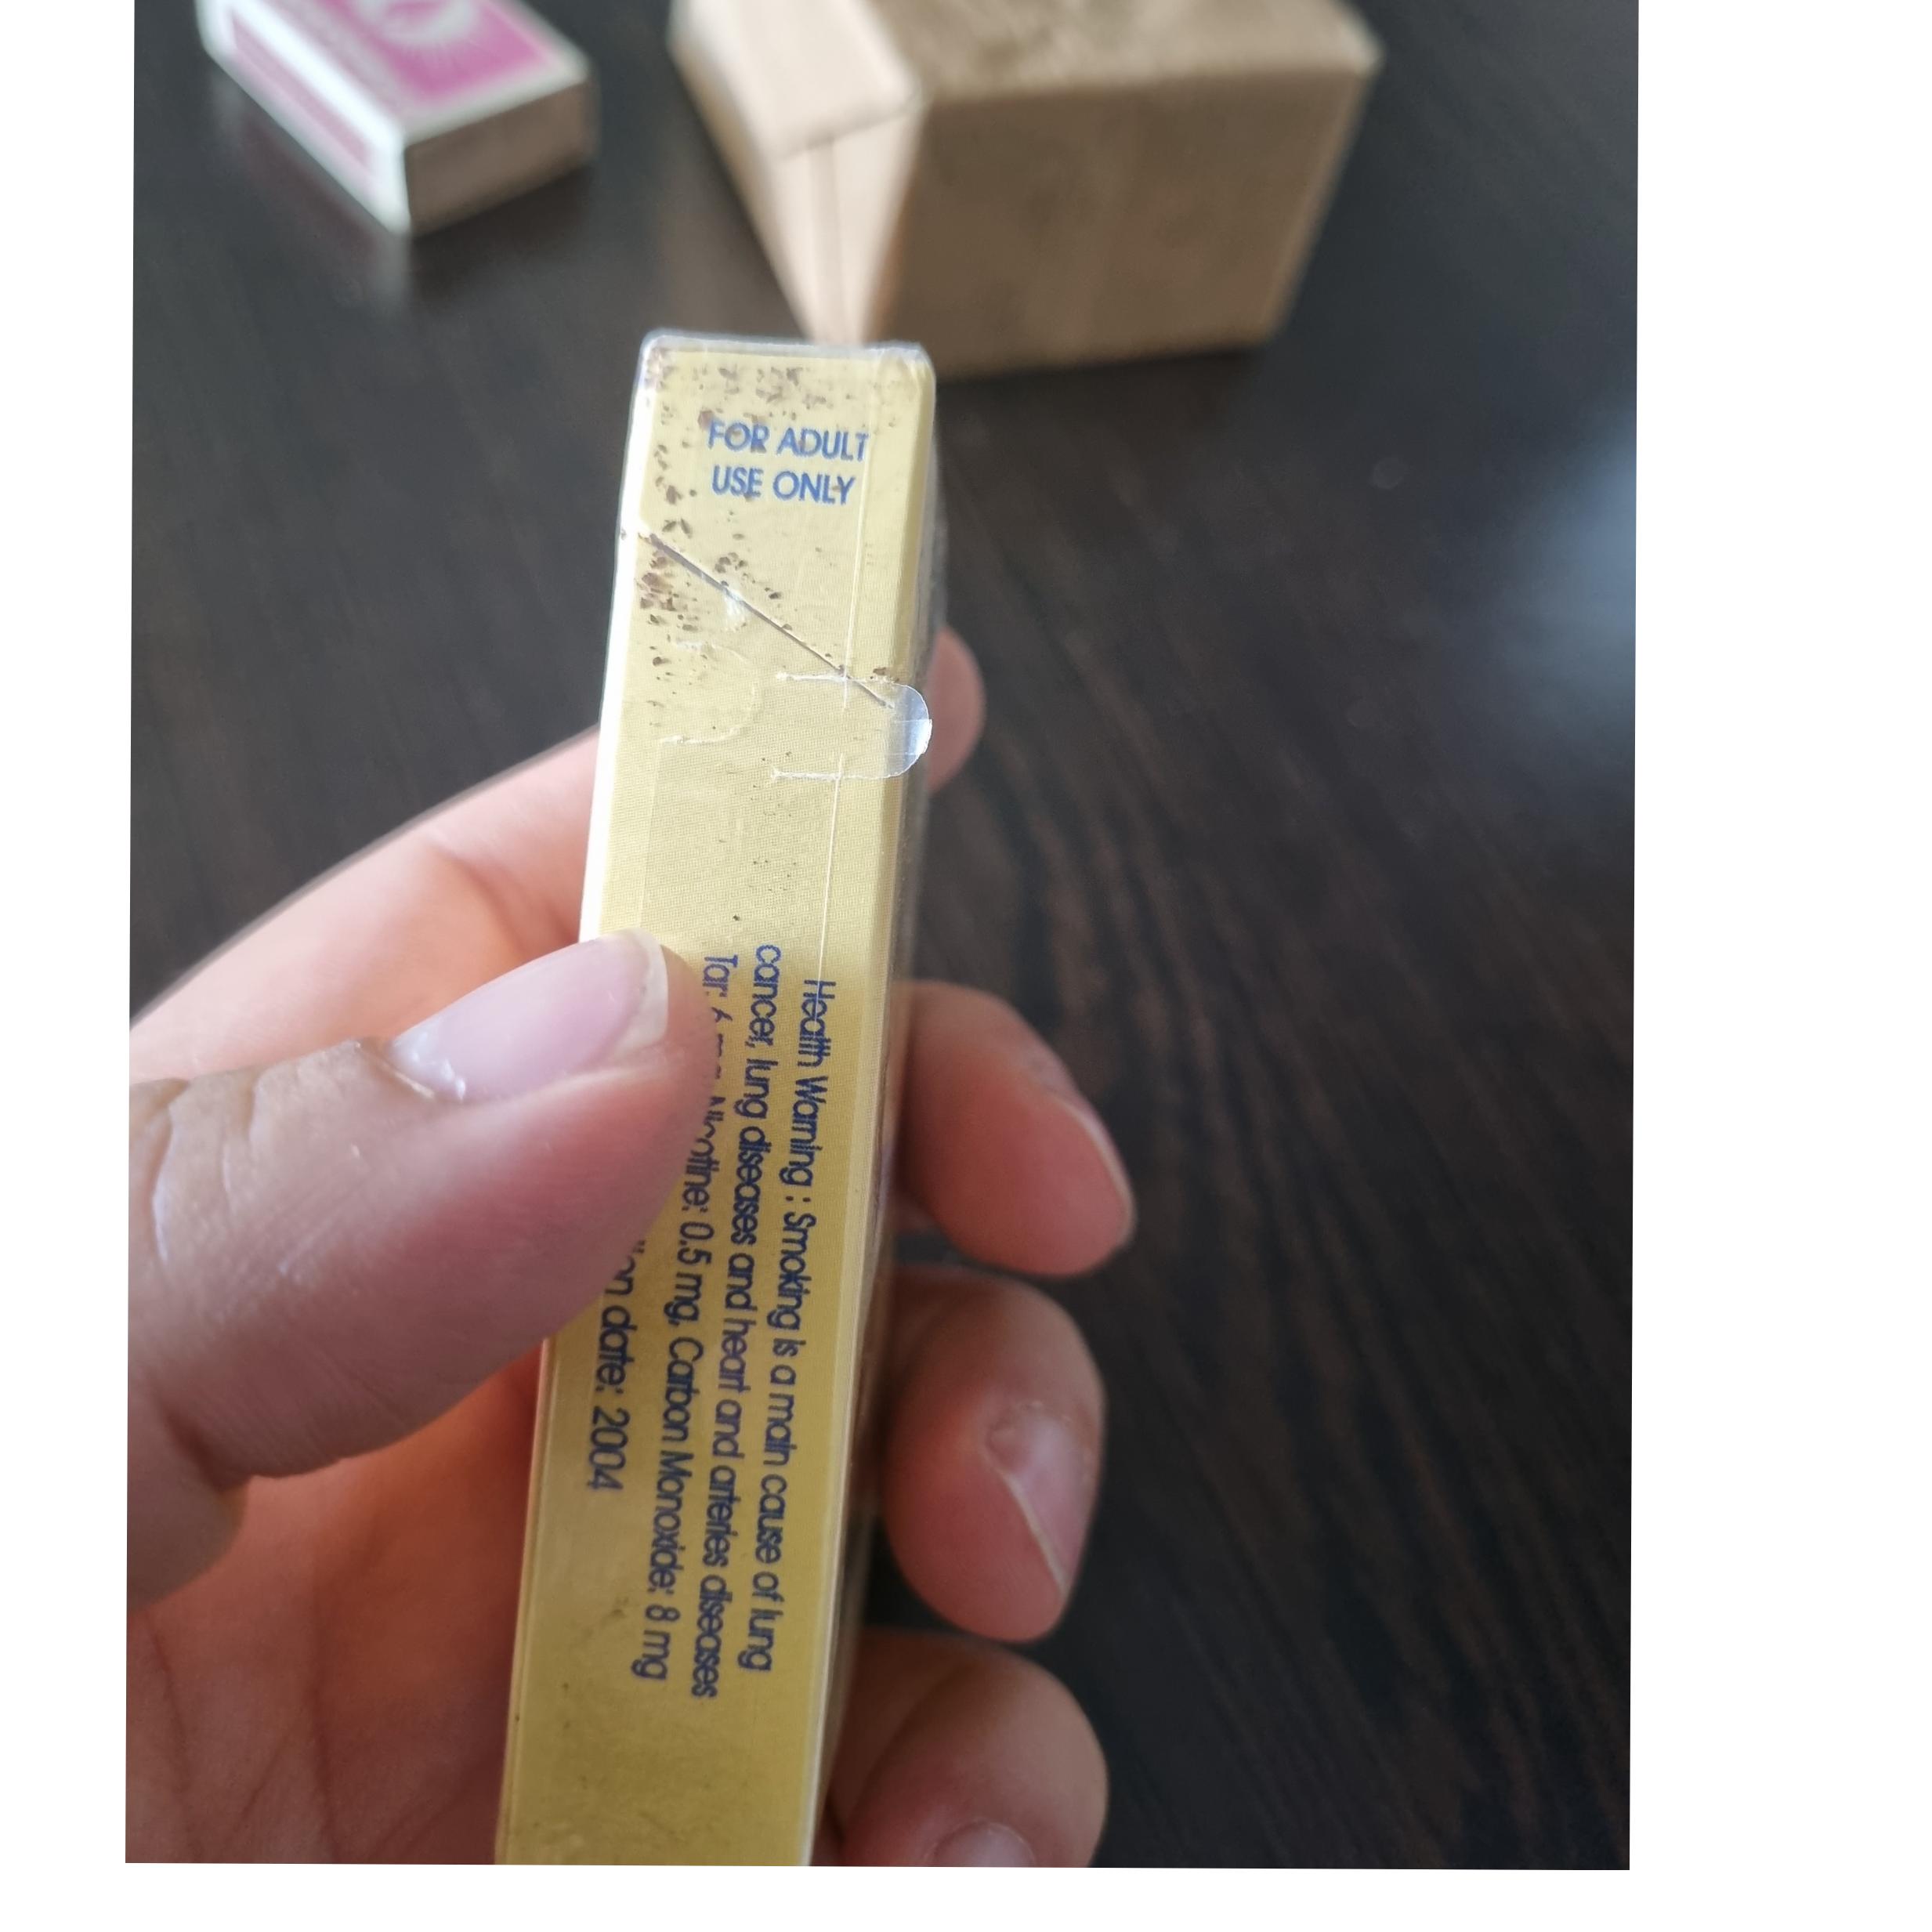 FOR ADULT
USE ONLY
Health Warning : Smoking is a main cause of lung
cancer, lung diseases and heart and arteries diseases
Tar: Nicotine: 0.5 mg, Carbon Monoxide: 8 mg
date: 2004